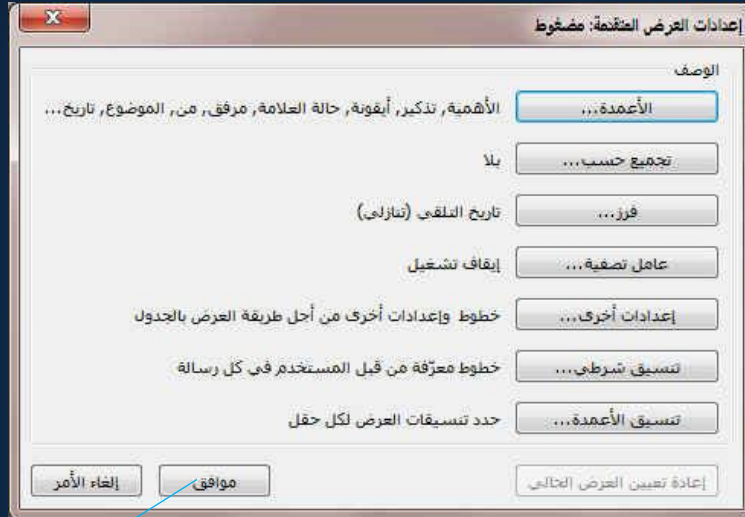 إعدادات العرض المتقدمة: مضغوط
الوصف
الأعمدة... الأهمية, تذكير, أيقونة, حالة العلامة, مرفق, من, الموضوع, تاريخ...
تجميع حسب... بلا
فرز... تاريخ التلقي (تنازلي)
عامل تصفية... إيقاف تشغيل
إعدادات أخرى... خطوط وإعدادات أخرى من أجل طريقة العرض بالجدول
تنسيق شرطي... خطوط معرّفة من قبل المستخدم في كل رسالة
تنسيق الأعمدة... حدد تنسيقات العرض لكل حقل
إعادة تعيين العرض الحالي موافق إلغاء الأمر